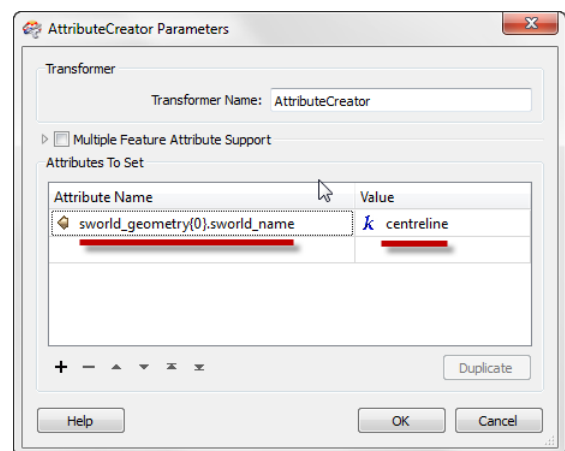 AttributeCreator Parameters
Transformer
Transformer Name: AttributeCreator
Multiple Feature Attribute Support
Attributes To Set
Attribute Name Value
sworld_geometry{0}.sworld_name k centreline
Duplicate
Help OK Cancel